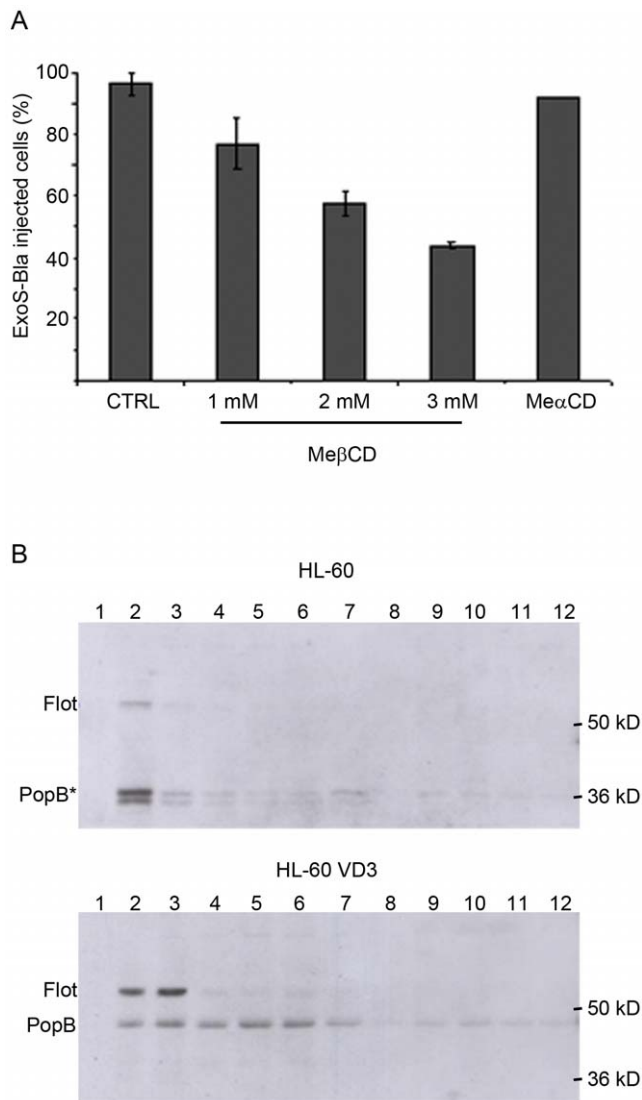 A
ExoS-Bla injected cells (%)
100
80
60
40
20
CTRL 1 mM 2 mM 3 mM MeαCD
MeβCD
B
HL-60
1 2 3 4 5 6 7 8 9 10 11 12
Flot
50 kD
PopB*
36 kD
HL-60 VD3
1 2 3 4 5 6 7 8 9 10 11 12
Flot
50 kD
PopB
36 kD